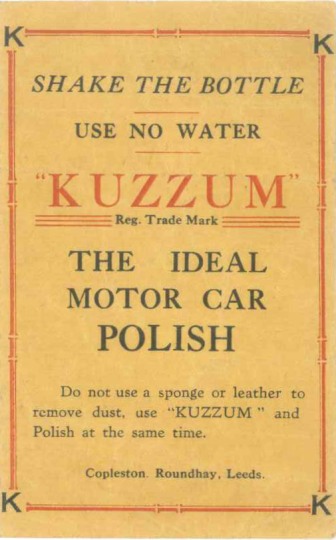 K K
SHAKE THE BOTTLE
USE NO WATER
"KUZZUM"
Reg. Trade Mark
THE IDEAL
MOTOR CAR
POLISH
Do not use a sponge or leather to
remove dust, use "KUZZUM" and
Polish at the same time.
Copleston. Roundhay, Leeds.
K K